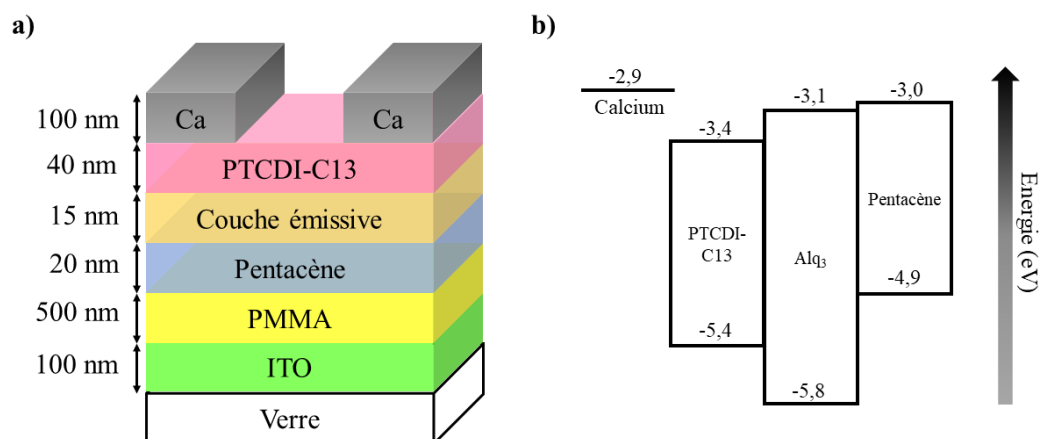 a)
100 nm
Ca
Ca
40 nm
PTCDI-C13
15 nm
Couche émissive
20 nm
Pentacène
500 nm
PMMA
100 nm
ITO
Verre
b)
-2,9
Calcium
-3,4
-3,1
-3,0
PTCDI-
C13
Alq₃
Pentacène
-5,4
-5,8
-4,9
Energie (eV)